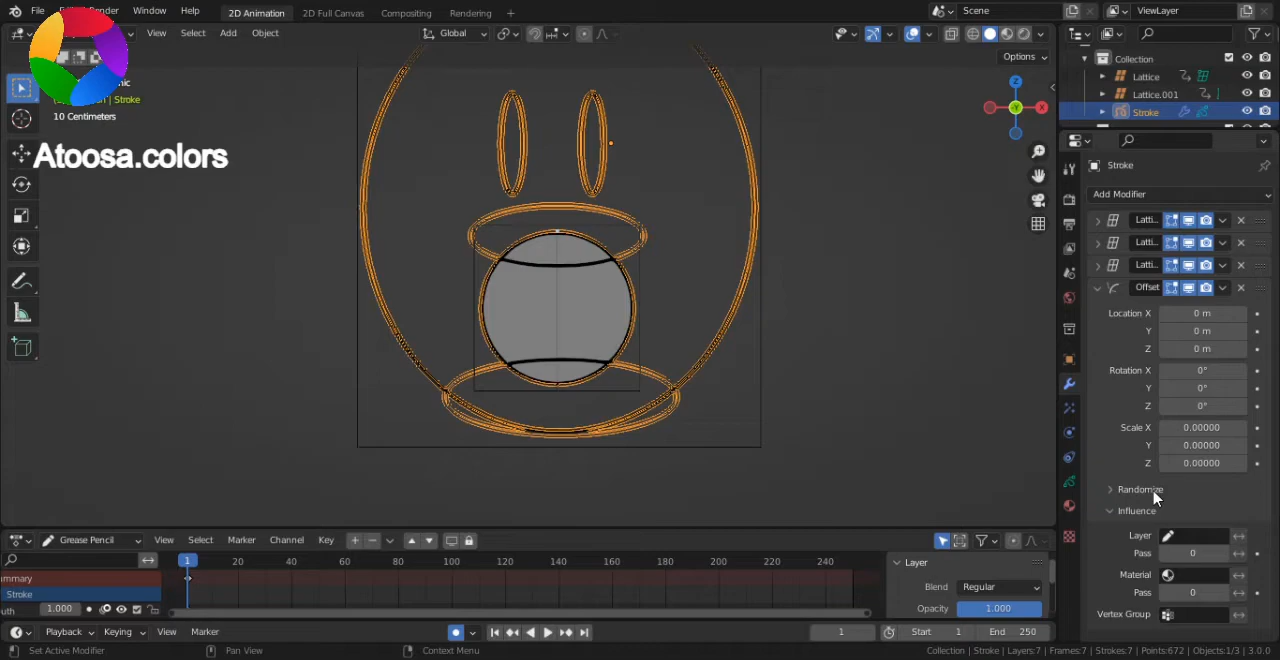 File
Render
Window
Help
2D Animation
2D Full Canvas
Compositing
Rendering
+
Scene
ViewLayer
View
Select
Add
Object
Global
Options
Stroke
10 Centimeters
Atoosa.colors
Z
X
-Y
Collection
Lattice
Lattice.001
Stroke
Stroke
Add Modifier
Latti..
Latti..
Latti..
Offset
Location X 0 m
Y 0 m
Z 0 m
Rotation X 0°
Y 0°
Z 0°
Scale X 0.00000
Y 0.00000
Z 0.00000
Randomize
Influence
Layer
Pass 0
Material
Pass 0
Vertex Group
Grease Pencil
View
Select
Marker
Channel
Key
1
20
40
60
80
100
120
140
160
180
200
220
240
Layer
Blend Regular
Opacity 1.000
ummary
Stroke
uth 1.000
Playback
Keying
View
Marker
1
Start 1
End 250
Set Active Modifier
Pan View
Context Menu
Collection | Stroke | Layers:7 | Frames:7 | Strokes:7 | Points:672 | Objects:1/3 | 3.0.0